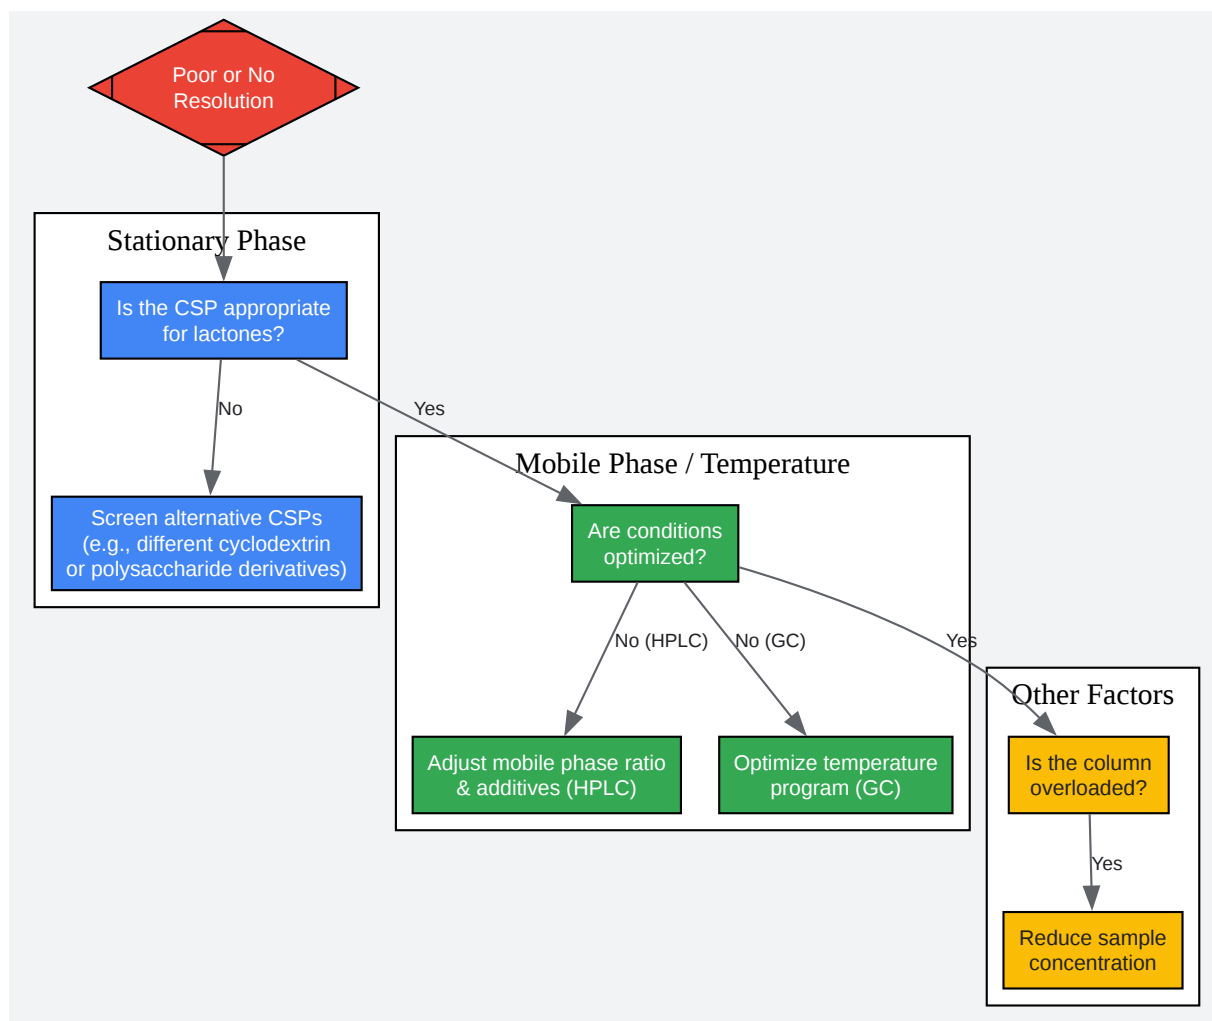 Poor or No
Resolution
Stationary Phase
Is the CSP appropriate
for lactones?
No
Yes
Screen alternative CSPs
(e.g., different cyclodextrin
or polysaccharide derivatives)
Mobile Phase / Temperature
Are conditions
optimized?
No (HPLC)
No (GC)
Yes
Adjust mobile phase ratio
& additives (HPLC)
Optimize temperature
program (GC)
Other Factors
Is the column
overloaded?
Yes
Reduce sample
concentration